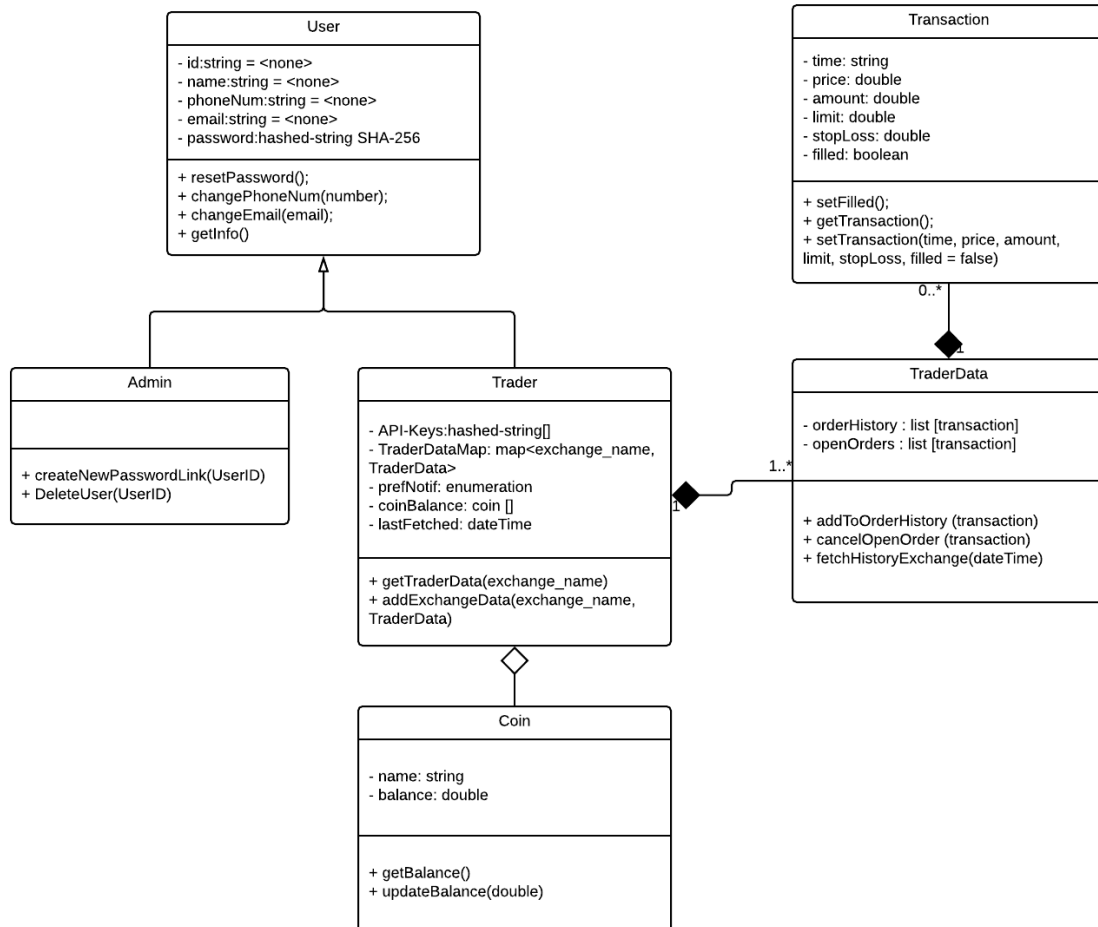 User
- id:string = <none>
- name:string = <none>
- phoneNum:string = <none>
- email:string = <none>
- password:hashed-string SHA-256
+ resetPassword();
+ changePhoneNum(number);
+ changeEmail(email);
+ getInfo()
Transaction
- time: string
- price: double
- amount: double
- limit: double
- stopLoss: double
- filled: boolean
+ setFilled();
+ getTransaction();
+ setTransaction(time, price, amount,
limit, stopLoss, filled = false)
0..*
1
Admin
+ createNewPasswordLink(UserID)
+ DeleteUser(UserID)
Trader
- API-Keys:hashed-string[]
- TraderDataMap: map<exchange_name,
TraderData>
- prefNotif: enumeration
- coinBalance: coin []
- lastFetched: dateTime
+ getTraderData(exchange_name)
+ addExchangeData(exchange_name,
TraderData)
1
1..*
TraderData
- orderHistory : list [transaction]
- openOrders : list [transaction]
+ addToOrderHistory (transaction)
+ cancelOpenOrder (transaction)
+ fetchHistoryExchange(dateTime)
Coin
- name: string
- balance: double
+ getBalance()
+ updateBalance(double)